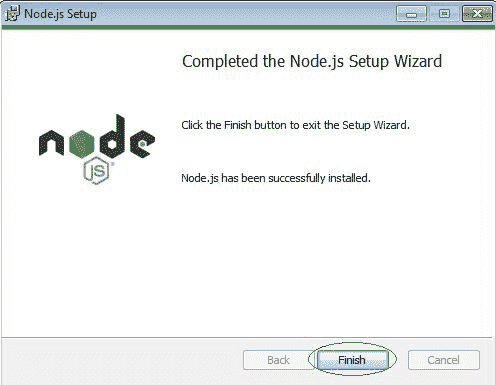 Node.js Setup
Completed the Node.js Setup Wizard
Click the Finish button to exit the Setup Wizard.
node
JS
Node.js has been successfully installed.
Back Finish Cancel